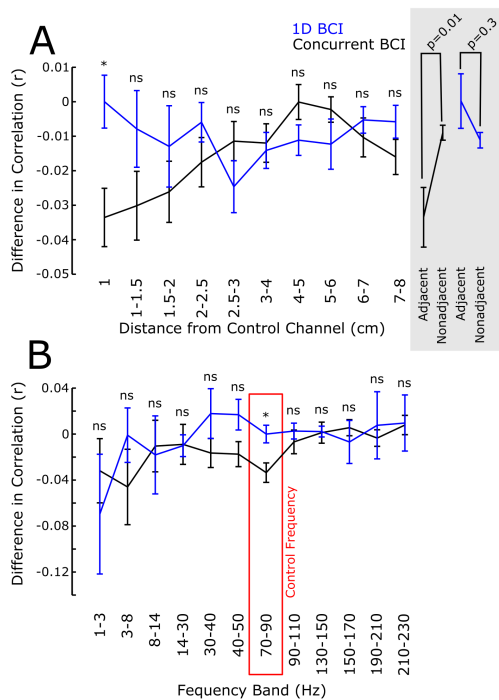 A
1D BCI
Concurrent BCI
Difference in Correlation (r)
0.01
0
-0.01
-0.02
-0.03
-0.04
-0.05
* ns ns ns ns ns ns ns ns ns
1 1-1.5 1.5-2 2-2.5 2.5-3 3-4 4-5 5-6 6-7 7-8
Distance from Control Channel (cm)
p=0.01
p=0.3
Adjacent
Nonadjacent
Adjacent
Nonadjacent
B
Difference in Correlation (r)
0.04
0
-0.04
-0.08
-0.12
ns ns ns ns ns ns * ns ns ns ns ns
Control Frequency
1-3 3-8 8-14 14-30 30-40 40-50 70-90 90-110 130-150 150-170 190-210 210-230
Fequency Band (Hz)